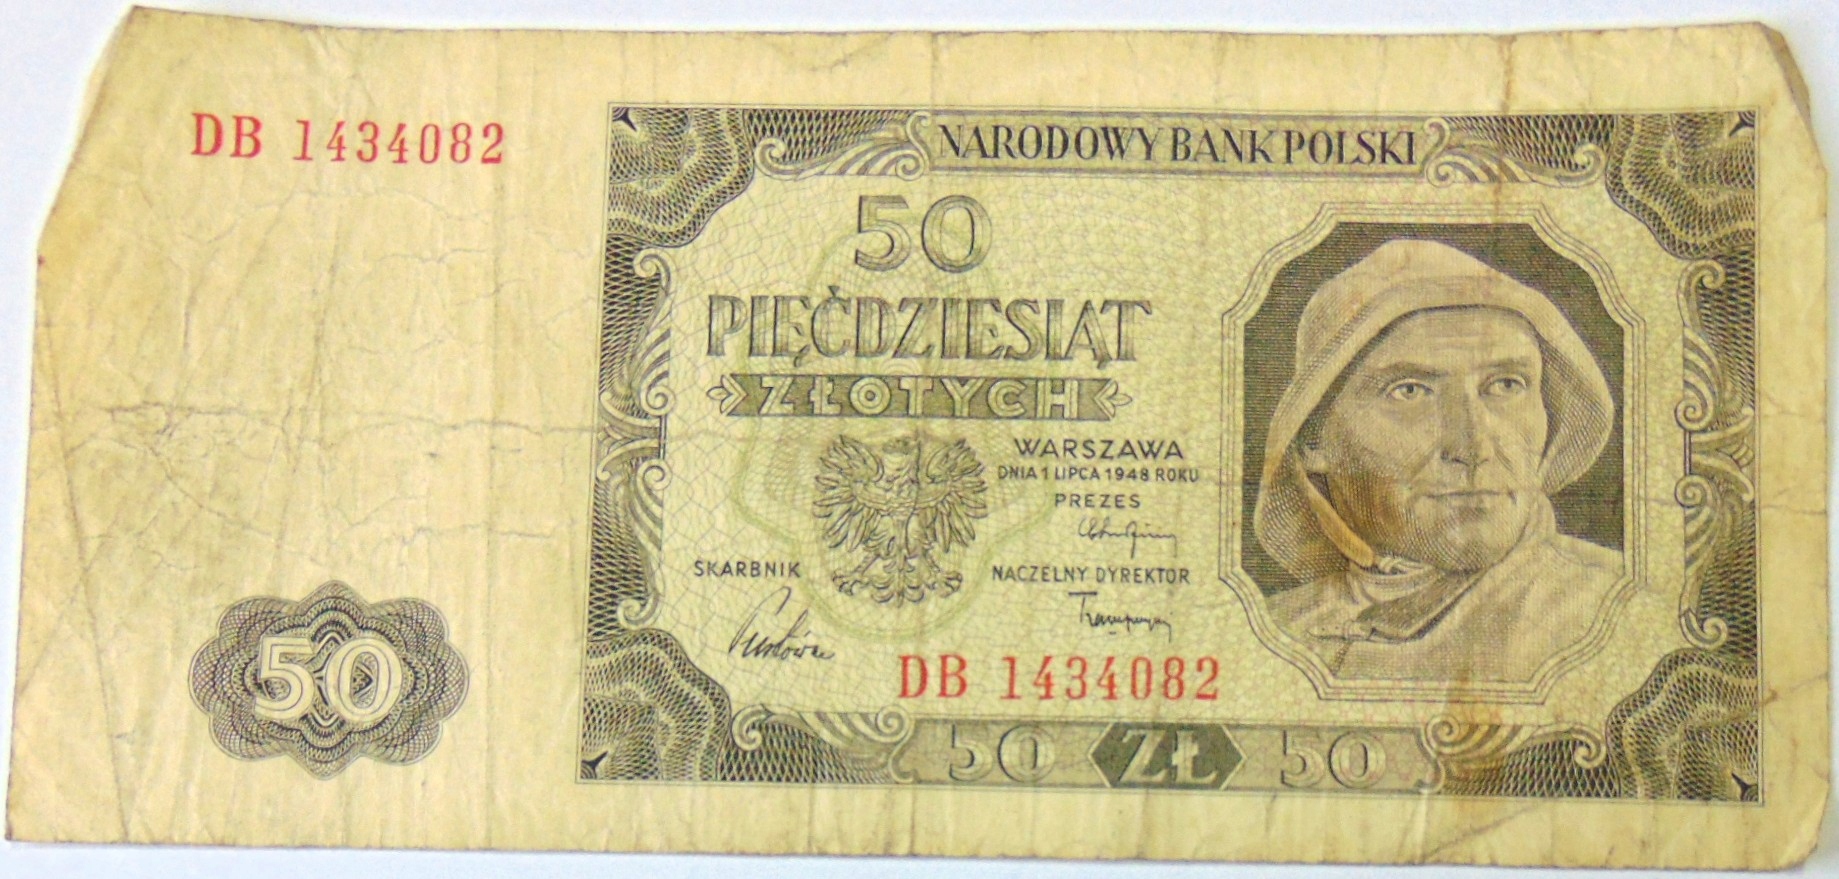 DB 1434082
NARODOWY BANK POLSKI
50
PIĘĆDZIESIĄT
ZŁOTYCH
WARSZAWA
DNIA 1 LIPCA 1948 ROKU
PREZES
SKARBNIK
NACZELNY DYREKTOR
DB 1434082
50
50 ZŁ 50